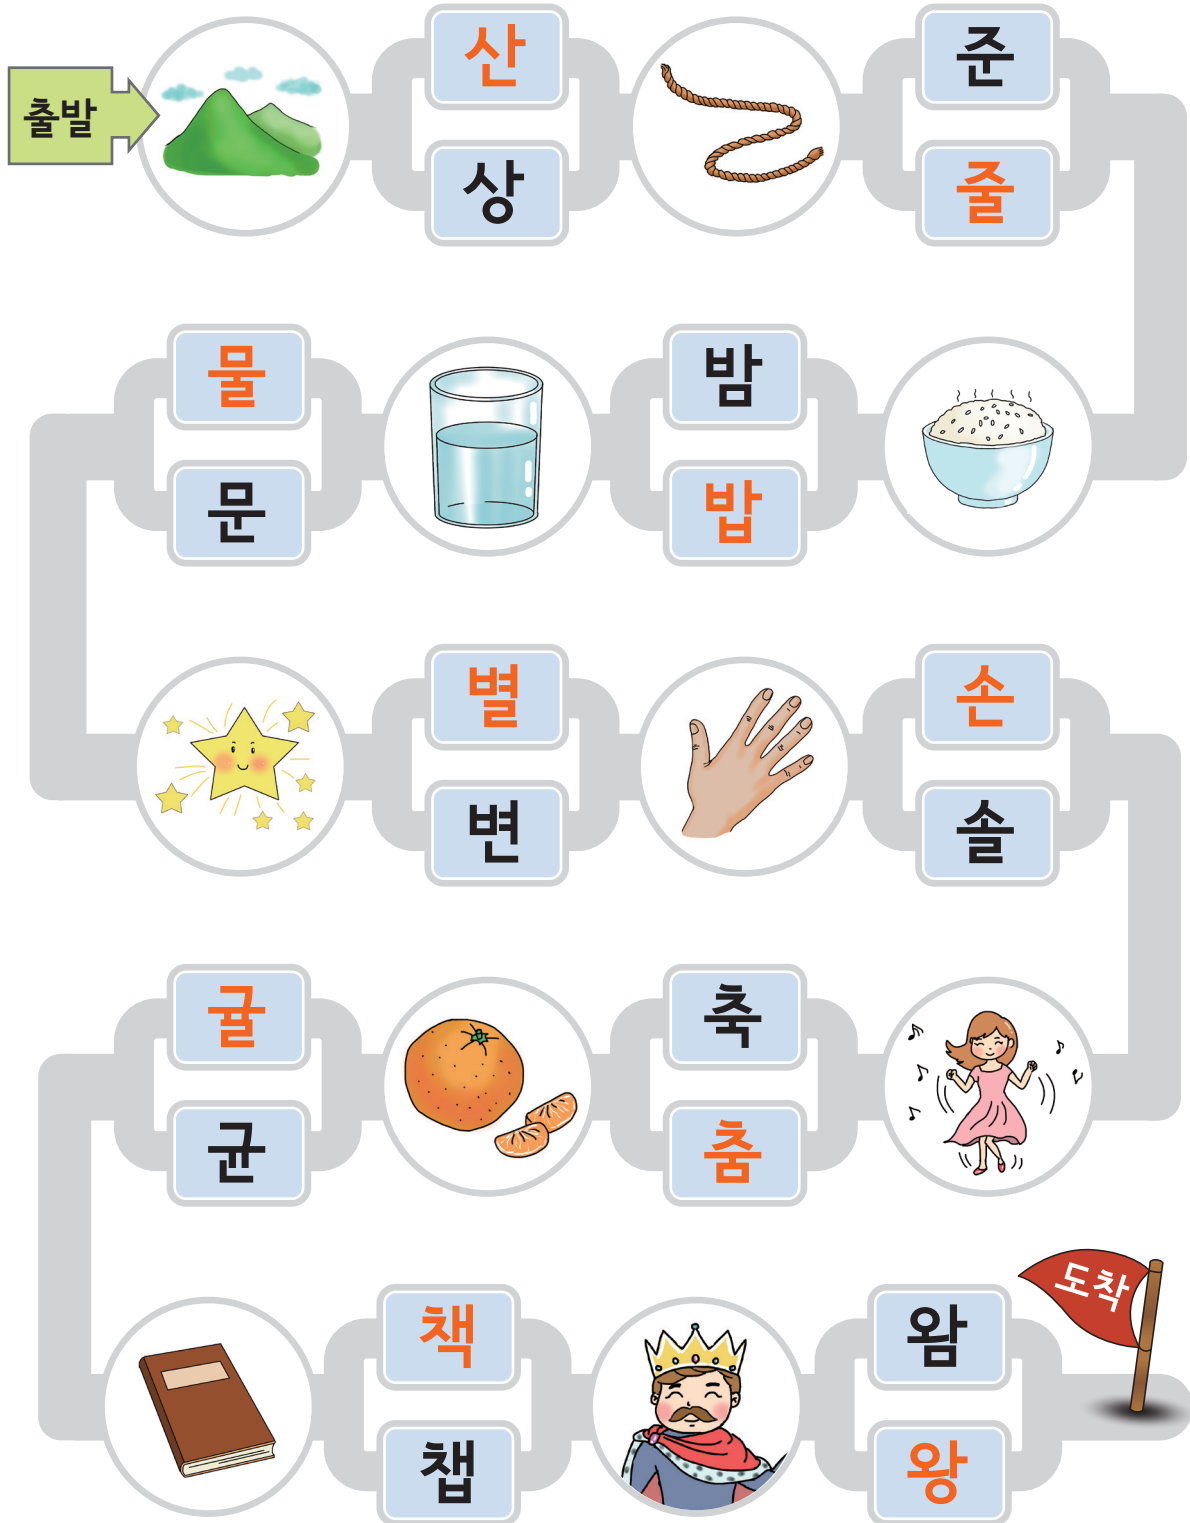 출발
산
상
준
줄
밤
밥
물
문
별
변
손
솔
축
춤
귤
균
책
챕
왐
왕
도착